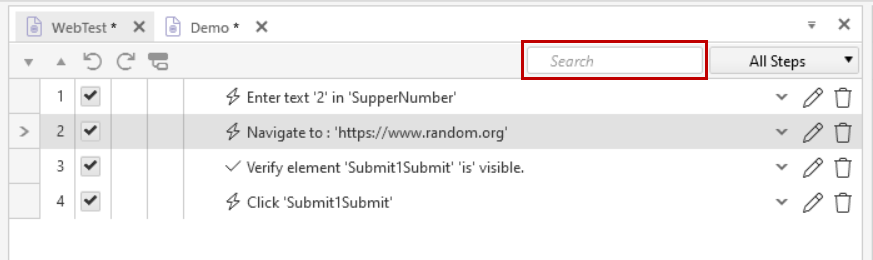 WebTest *
Demo *
Search
All Steps
1 Enter text '2' in 'SupperNumber'
2 Navigate to : 'https://www.random.org'
3 Verify element 'Submit1Submit' 'is' visible.
4 Click 'Submit1Submit'